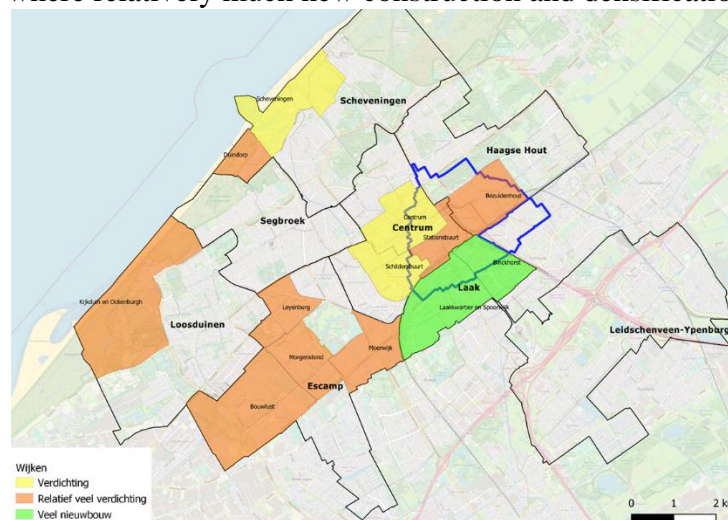 where relatively much new construction and densificatio
Scheveningen
Scheveningen
Duindorp
Haagse Hout
Segbroek
Bezuidenhout
Centrum
Centrum
Stationsbuurt
Schildersbuurt
Binckhorst
Laak
Kijkduin en Ockenburgh
Leyenburg
Laakkwartier en Spoorwijk
Loosduinen
Moerwijk
Leidschenveen-Ypenburg
Morgenstond
Escamp
Bouwlust
Wijken
Verdichting
Relatief veel verdichting
Veel nieuwbouw
0 1 2 k